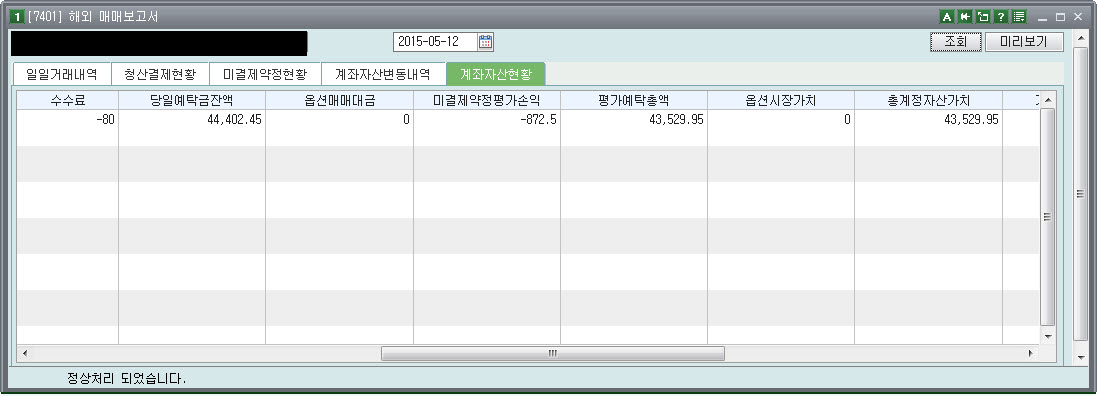 1 [7401] 해외 매매보고서
A ?
2015-05-12 조회 미리보기
일일거래내역 청산결제현황 미결제약정현황 계좌자산변동내역 계좌자산현황
수수료 당일예탁금잔액 옵션매매대금 미결제약정평가손익 평가예탁총액 옵션시장가치 총계정자산가치
-80 44,402.45 0 -872.5 43,529.95 0 43,529.95
정상처리 되었습니다.